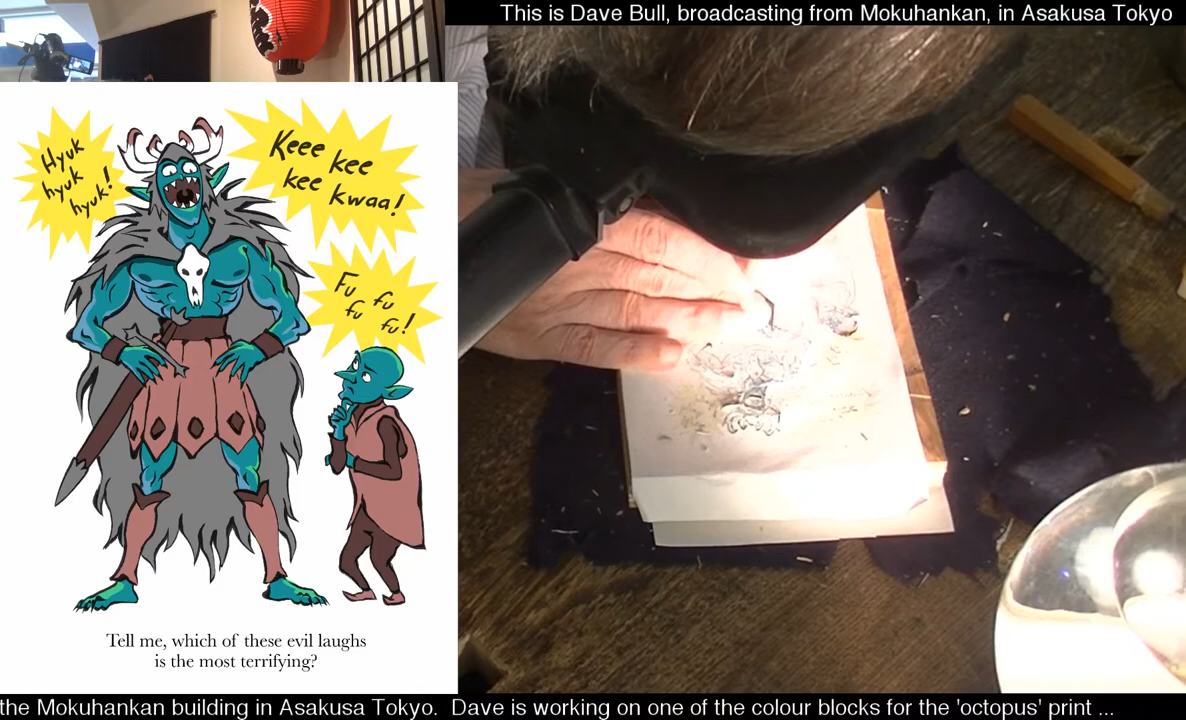 This is Dave Bull, broadcasting from Mokuhankan, in Asakusa Tokyo
Hyuk
hyuk
hyuk!
Keee kee
kee kwaa!
Fu fu
fu fu!
Tell me, which of these evil laughs
is the most terrifying?
the Mokuhankan building in Asakusa Tokyo. Dave is working on one of the colour blocks for the 'octopus' print ...